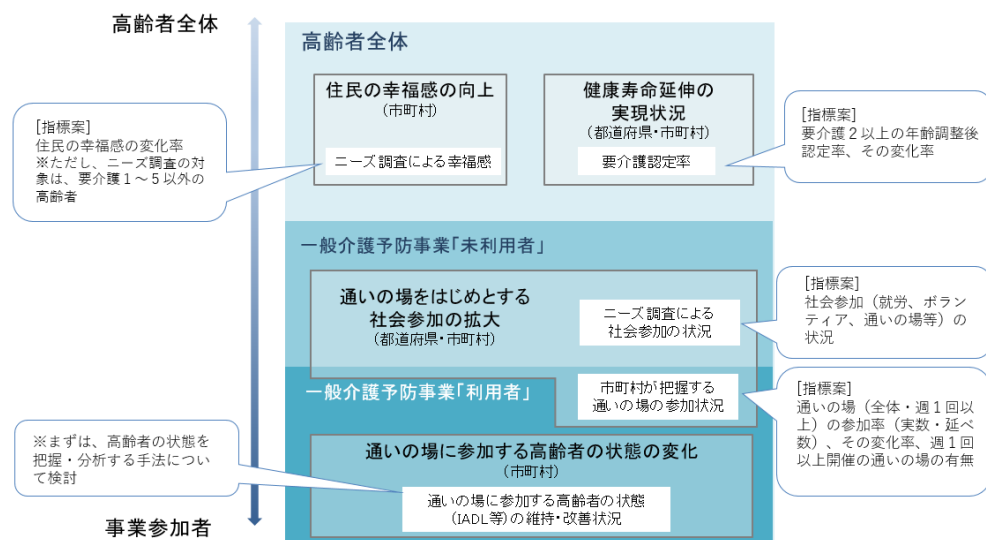 高齢者全体
高齢者全体
住民の幸福感の向上
(市町村)
ニーズ調査による幸福感
健康寿命延伸の
実現状況
(都道府県・市町村)
要介護認定率
[指標案]
住民の幸福感の変化率
※ただし、ニーズ調査の対
象は、要介護1～5以外の
高齢者
[指標案]
要介護2以上の年齢調整後
認定率、その変化率
一般介護予防事業「未利用者」
通いの場をはじめとする
社会参加の拡大
(都道府県・市町村)
ニーズ調査による
社会参加の状況
[指標案]
社会参加（就労、ボラン
ティア、通いの場等）の
状況
一般介護予防事業「利用者」
市町村が把握する
通いの場の参加状況
[指標案]
通いの場（全体・週1回以
上）の参加率（実数・延べ
数）、その変化率、週1回
以上開催の通いの場の有無
※まずは、高齢者の状態を
把握・分析する手法につい
て検討
通いの場に参加する高齢者の状態の変化
(市町村)
通いの場に参加する高齢者の状態
(IADL等)の維持・改善状況
事業参加者